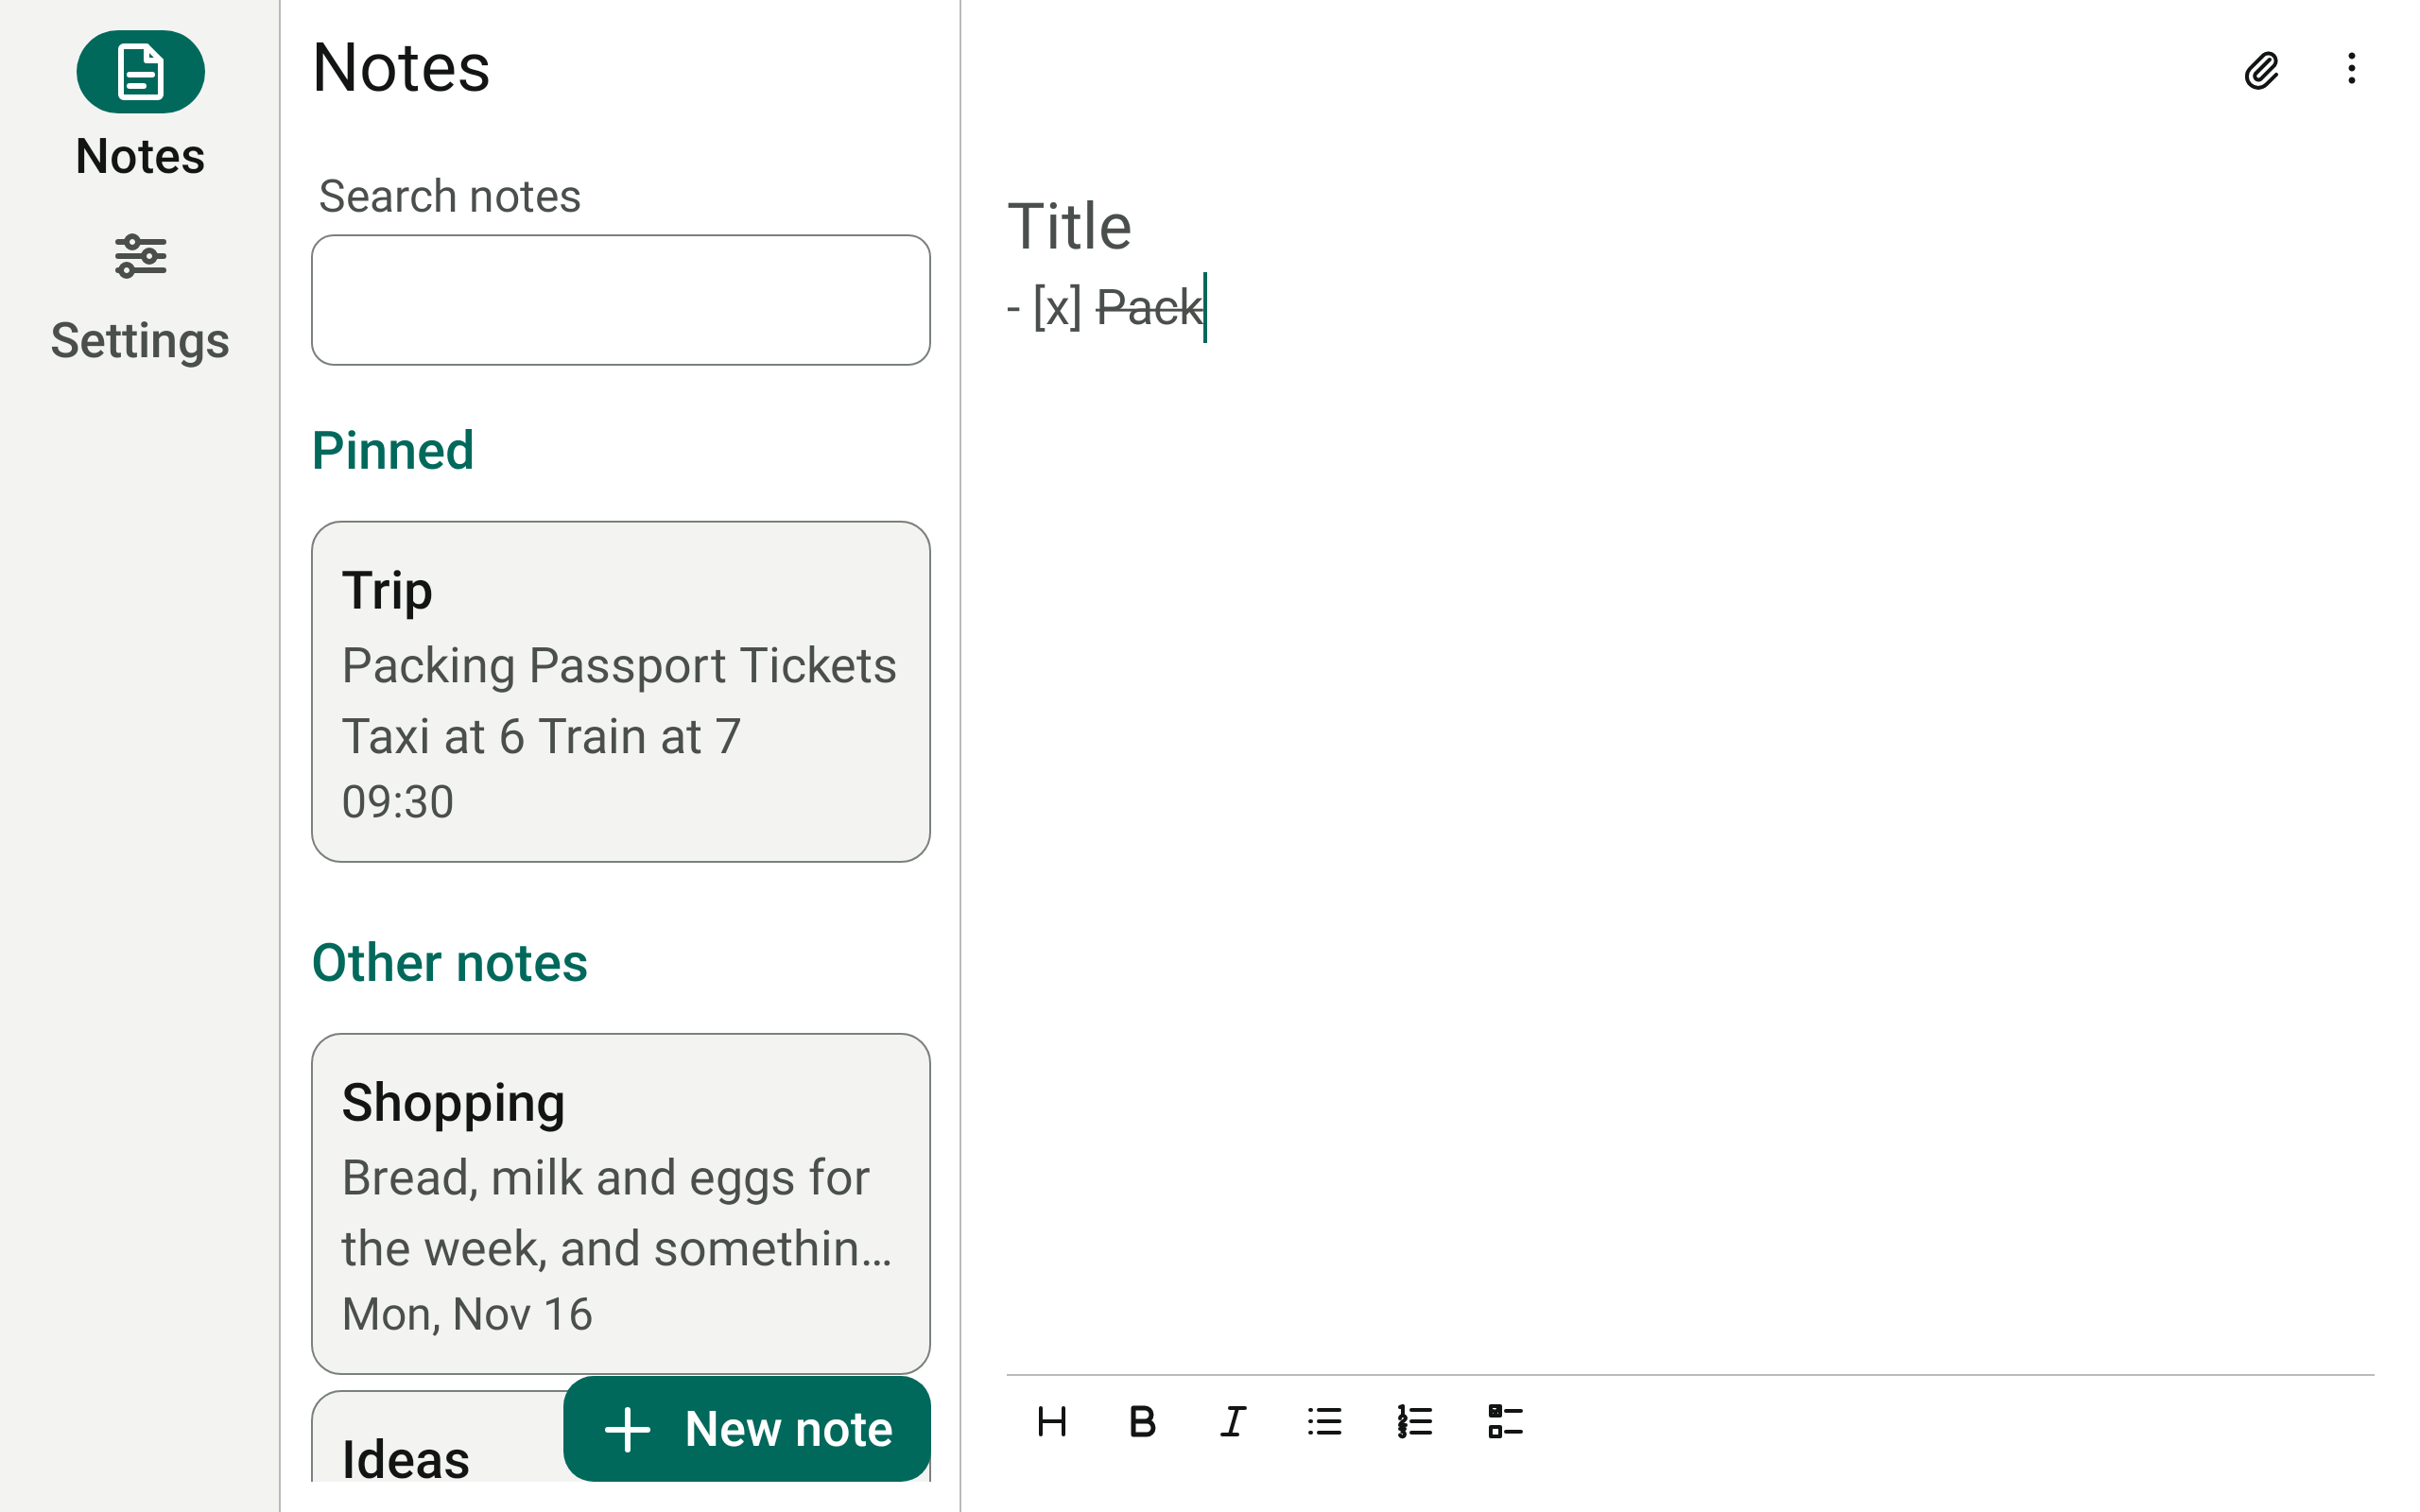 Notes
Settings
Notes
Search notes
Pinned
Trip
Packing Passport Tickets
Taxi at 6 Train at 7
09:30
Other notes
Shopping
Bread, milk and eggs for
the week, and somethin…
Mon, Nov 16
Ideas
New note
Title
- [x] Pack